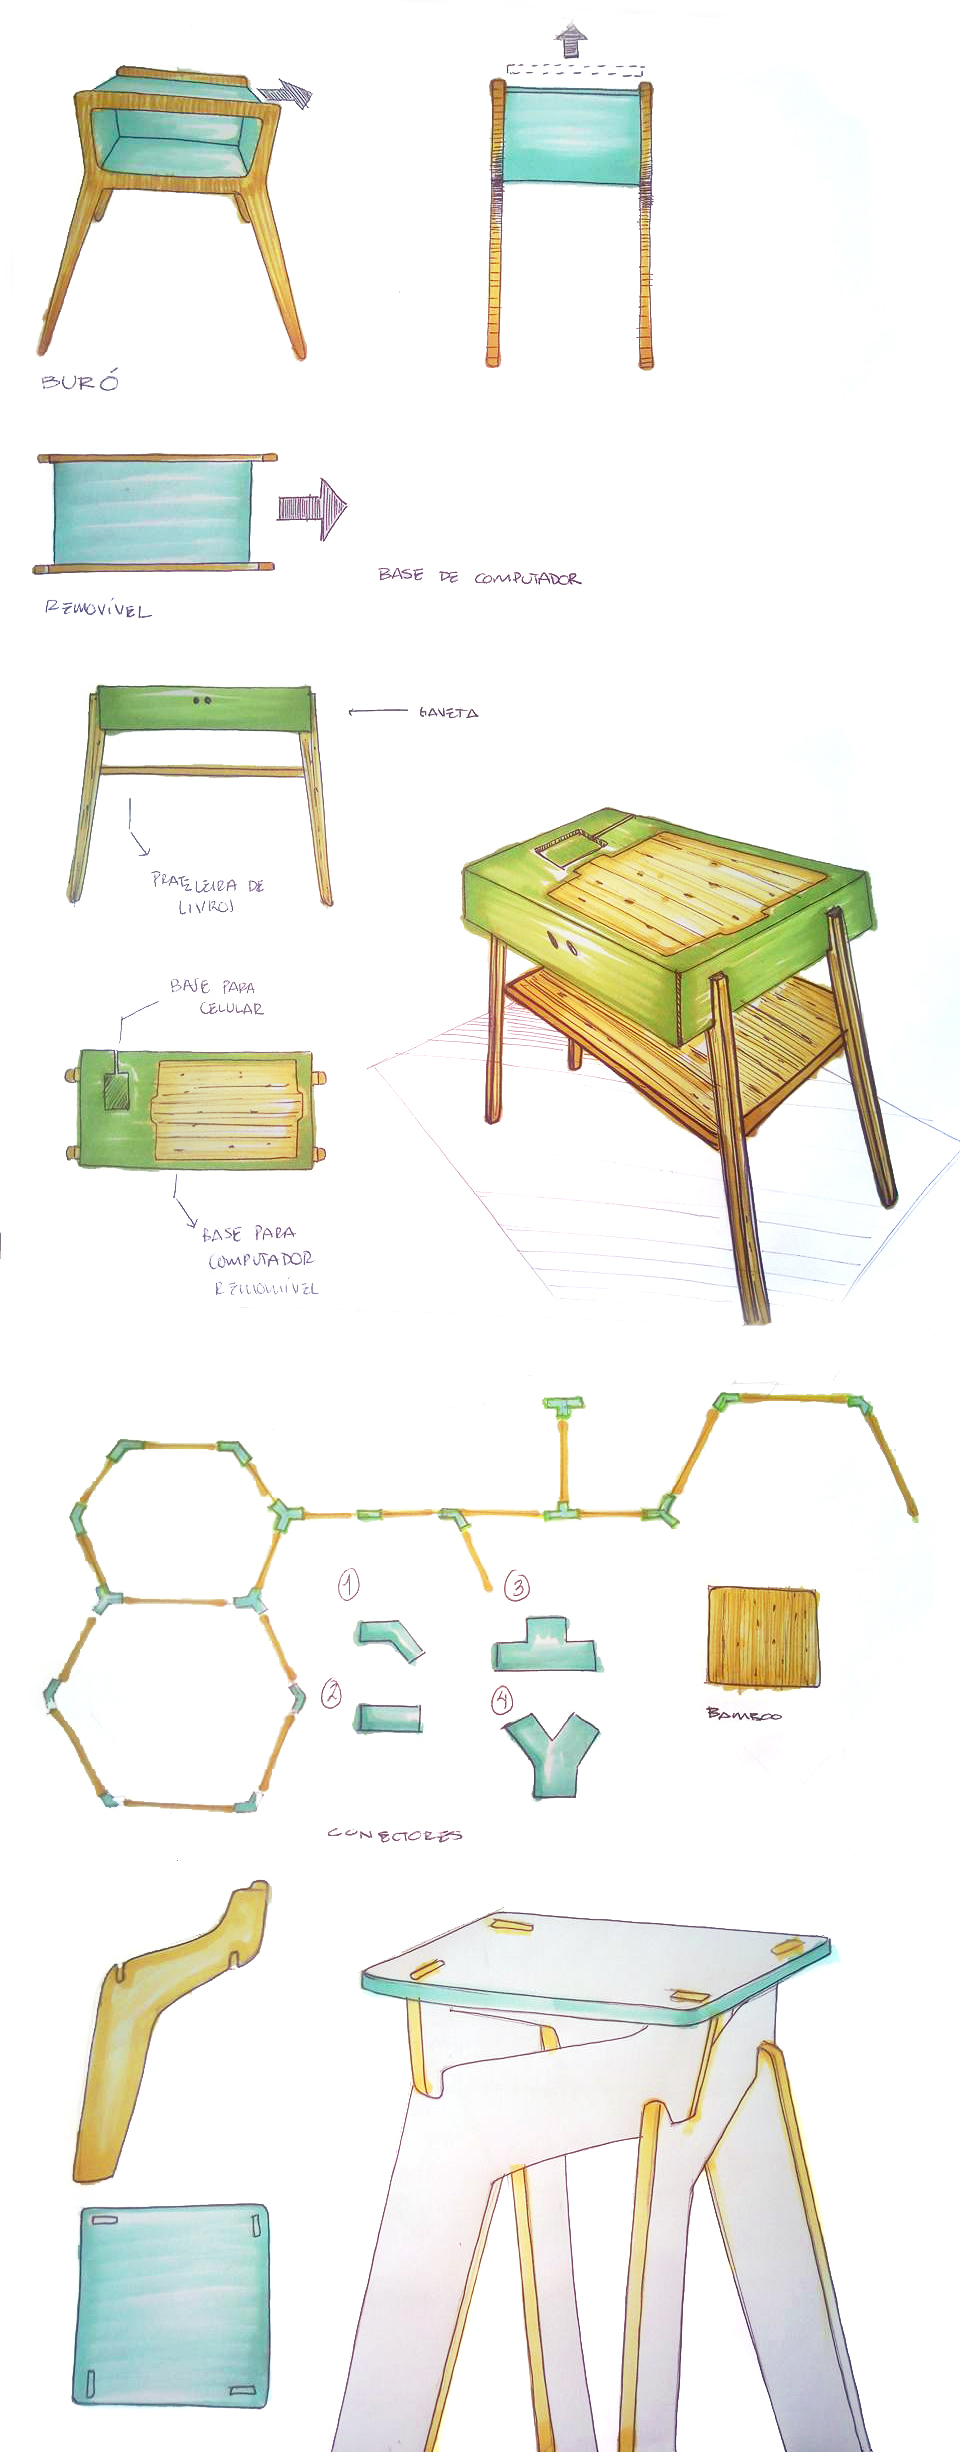 BURÓ
BASE DE COMPUTADOR
REMOVÍVEL
GAVETA
PRATELEIRA DE
LIVROS
BASE PARA
CELULAR
BASE PARA
COMPUTADOR
REMOVÍVEL
1
3
2
4
BAMBOO
CONECTORES